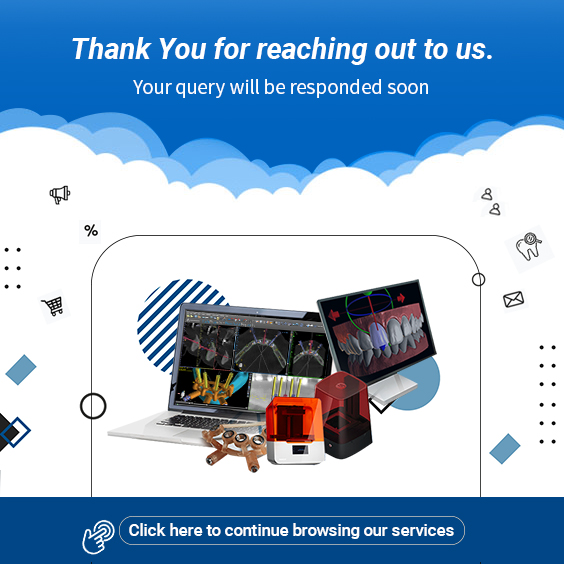 Thank You for reaching out to us.
Your query will be responded soon
%
Click here to continue browsing our services